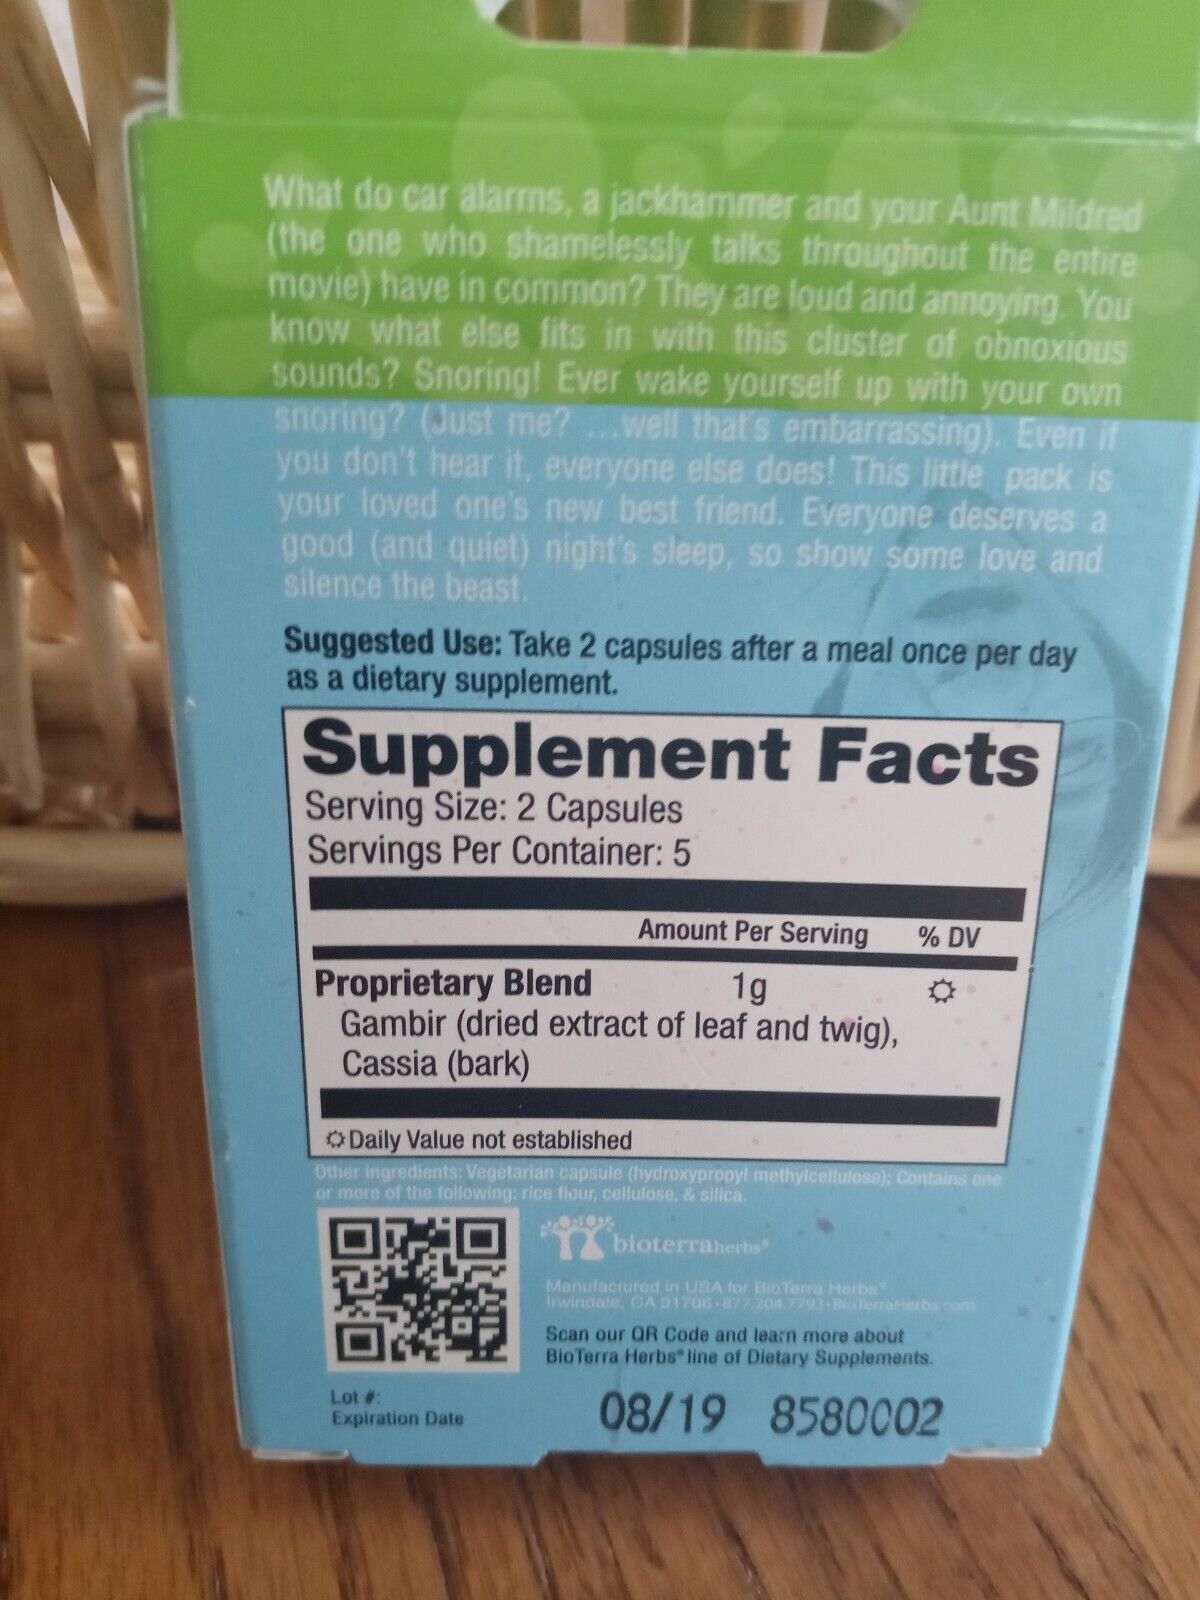 What do car alarms, a jackhammer and your Aunt Mildred
(the one who shamelessly talks throughout the entire
movie) have in common? They are loud and annoying. You
know what else fits in with this cluster of obnoxious
sounds? Snoring! Ever wake yourself up with your own
snoring? (Just me? ...well that's embarrassing). Even if
you don't hear it, everyone else does! This little pack is
your loved one's new best friend. Everyone deserves a
good (and quiet) night's sleep, so show some love and
silence the beast.
Suggested Use: Take 2 capsules after a meal once per day
as a dietary supplement.
Supplement Facts
Serving Size: 2 Capsules
Servings Per Container: 5
Amount Per Serving % DV
Proprietary Blend 1g ☼
Gambir (dried extract of leaf and twig),
Cassia (bark)
☼Daily Value not established
Other ingredients: Vegetarian capsule (hydroxypropyl methylcellulose); Contains one
or more of the following: rice flour, cellulose, & silica.
bioterraherbs®
Manufactured in USA for BioTerra Herbs®
Irwindale, CA 91706 • 877.204.7793 • BioTerraHerbs.com
Scan our QR Code and learn more about
BioTerra Herbs® line of Dietary Supplements.
Lot #:
Expiration Date 08/19 8580002